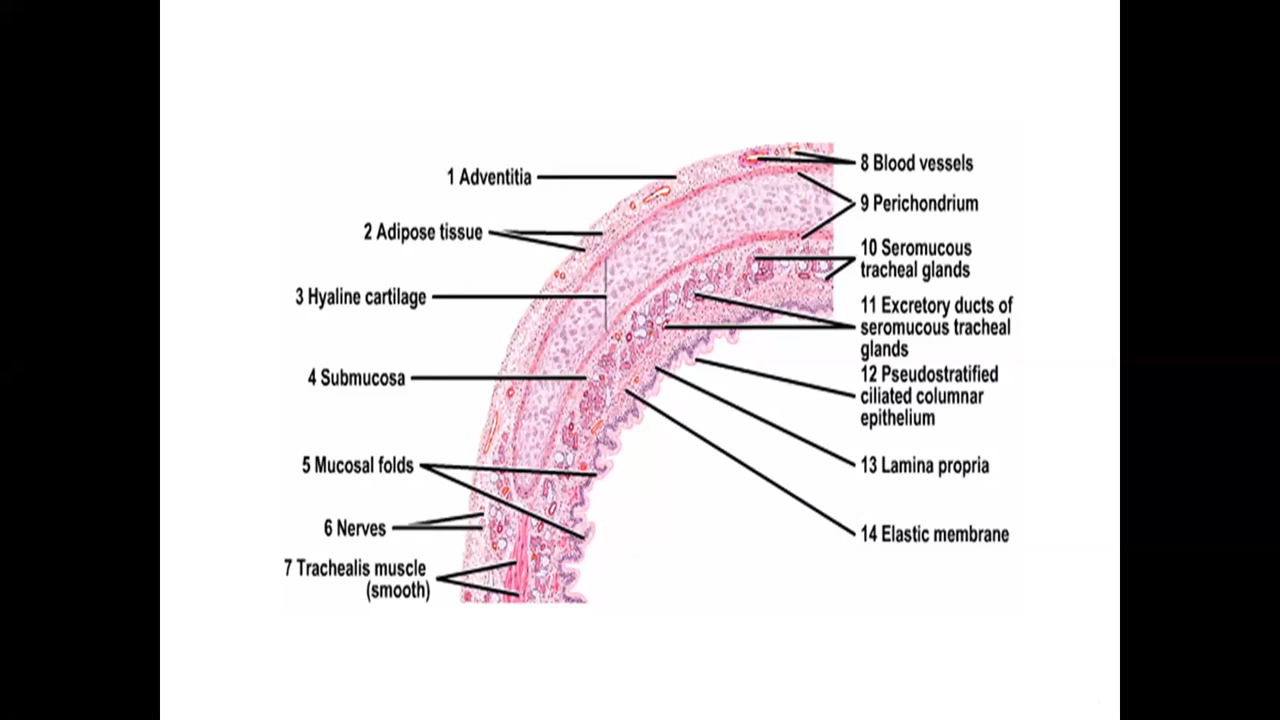 1 Adventitia
2 Adipose tissue
3 Hyaline cartilage
4 Submucosa
5 Mucosal folds
6 Nerves
7 Trachealis muscle
(smooth)
8 Blood vessels
9 Perichondrium
10 Seromucous
tracheal glands
11 Excretory ducts of
seromucous tracheal
glands
12 Pseudostratified
ciliated columnar
epithelium
13 Lamina propria
14 Elastic membrane